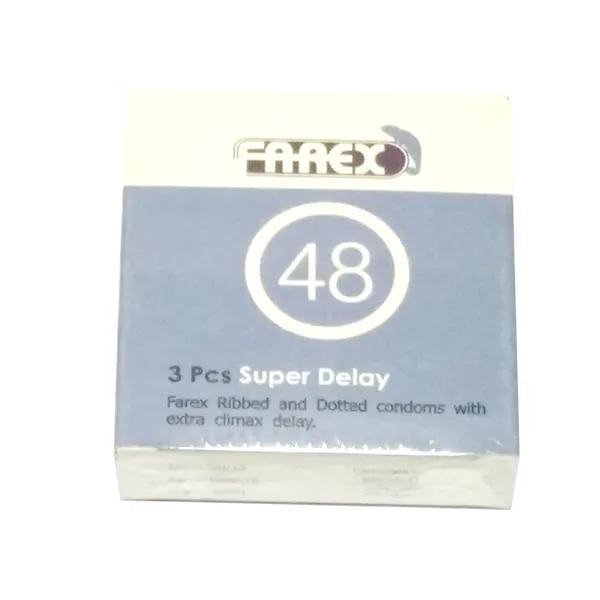 FAREX
48
3 Pcs Super Delay
Farex Ribbed and Dotted condoms with
extra climax delay.